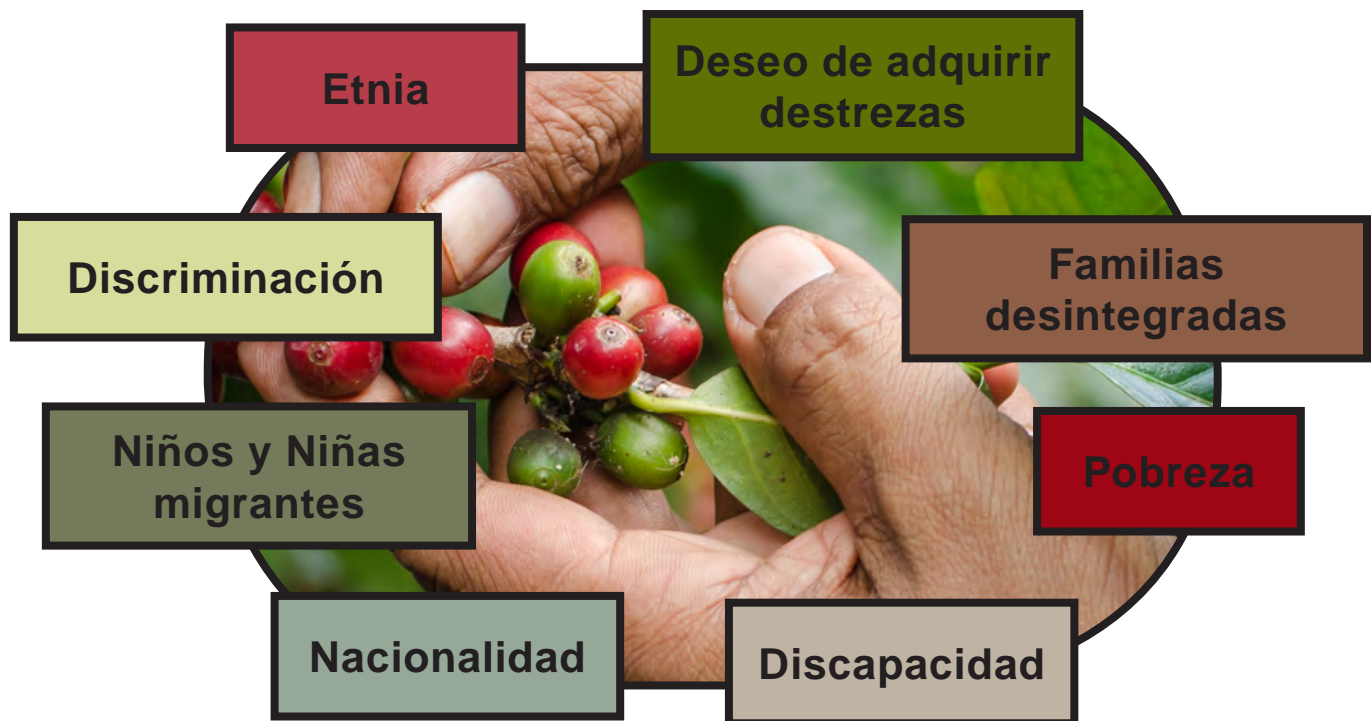 Etnia
Deseo de adquirir
destrezas
Discriminación
Familias
desintegradas
Niños y Niñas
migrantes
Pobreza
Nacionalidad
Discapacidad